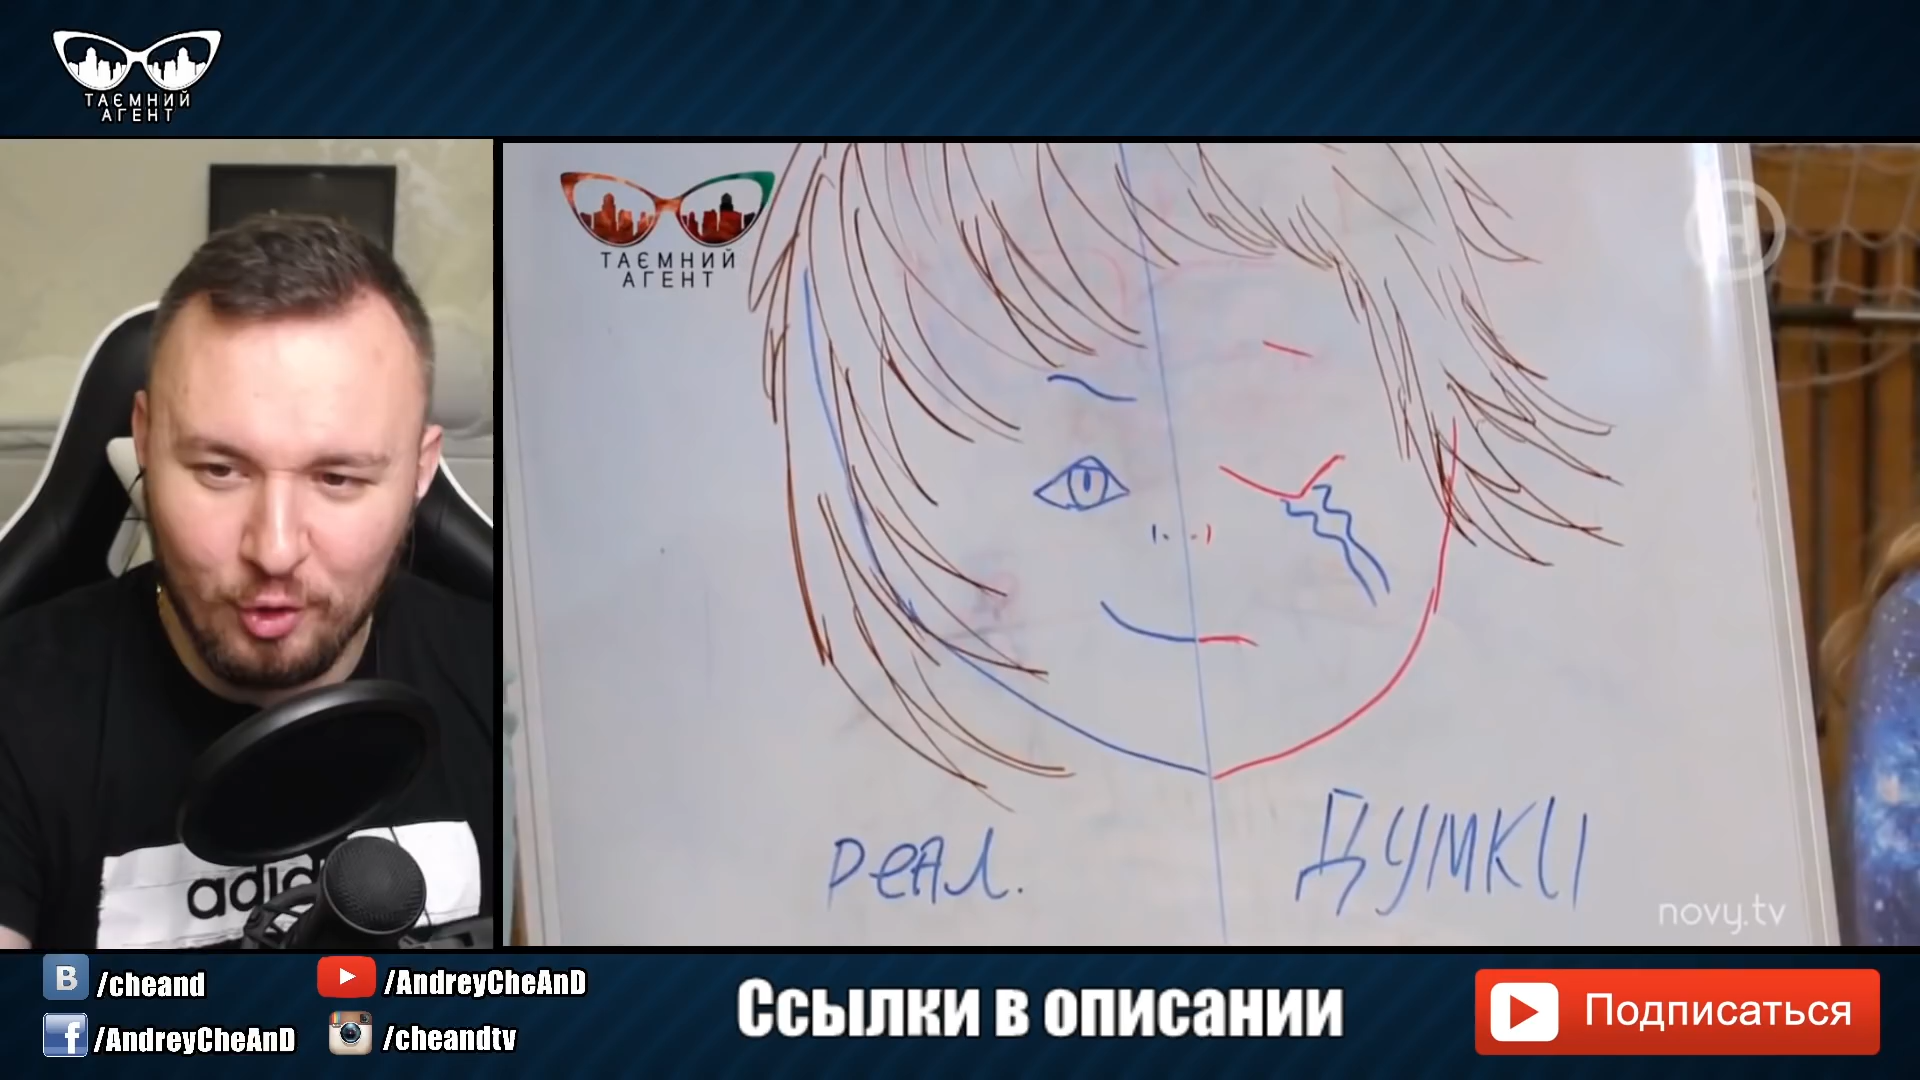 ТАЄМНИЙ
АГЕНТ
ТАЄМНИЙ
АГЕНТ
Н
реал.
ДУМКИ
novy.tv
adid
B /cheand
/AndreyCheAnD
f /AndreyCheAnD
/cheandtv
Ссылки в описании
Подписаться